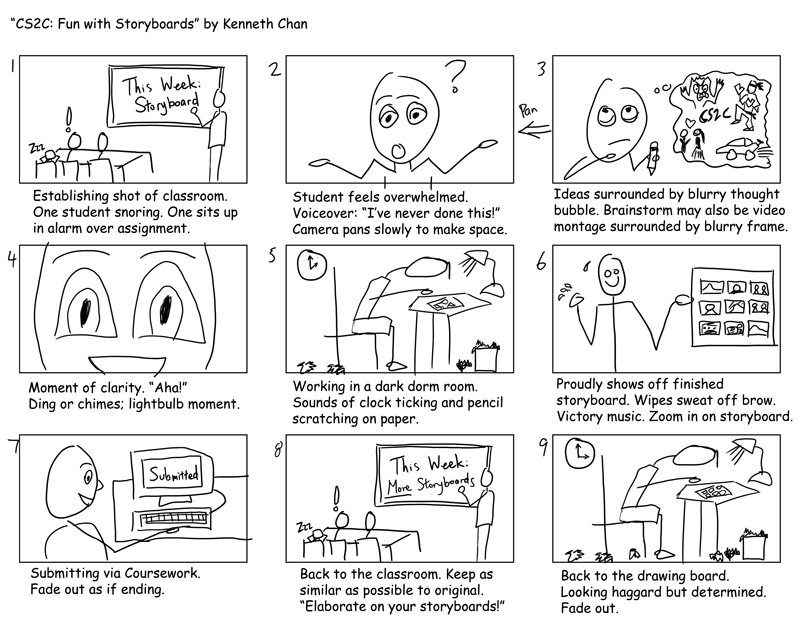 "CS2C: Fun with Storyboards" by Kenneth Chan
1
This Week:
Storyboard
!
Zzz
Establishing shot of classroom.
One student snoring. One sits up
in alarm over assignment.
2
?
Student feels overwhelmed.
Voiceover: "I've never done this!"
Camera pans slowly to make space.
Pan
3
CS2C
Ideas surrounded by blurry thought
bubble. Brainstorm may also be video
montage surrounded by blurry frame.
4
Moment of clarity. "Aha!"
Ding or chimes; lightbulb moment.
5
Working in a dark dorm room.
Sounds of clock ticking and pencil
scratching on paper.
6
Proudly shows off finished
storyboard. Wipes sweat off brow.
Victory music. Zoom in on storyboard.
7
Submitted
Submitting via Coursework.
Fade out as if ending.
8
This Week:
More Storyboards
!
Zzz
Back to the classroom. Keep as
similar as possible to original.
"Elaborate on your storyboards!"
9
Back to the drawing board.
Looking haggard but determined.
Fade out.